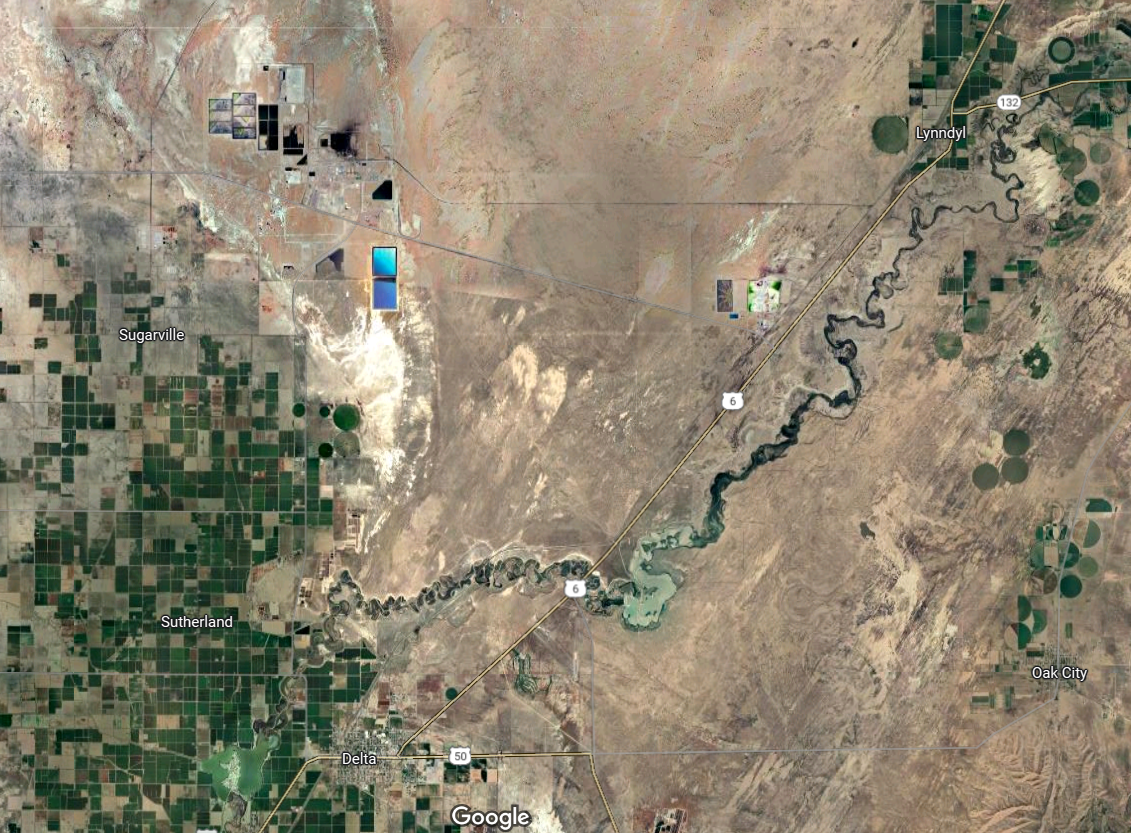 132
Lynndyl
Sugarville
6
6
Sutherland
Oak City
50
Delta
Google